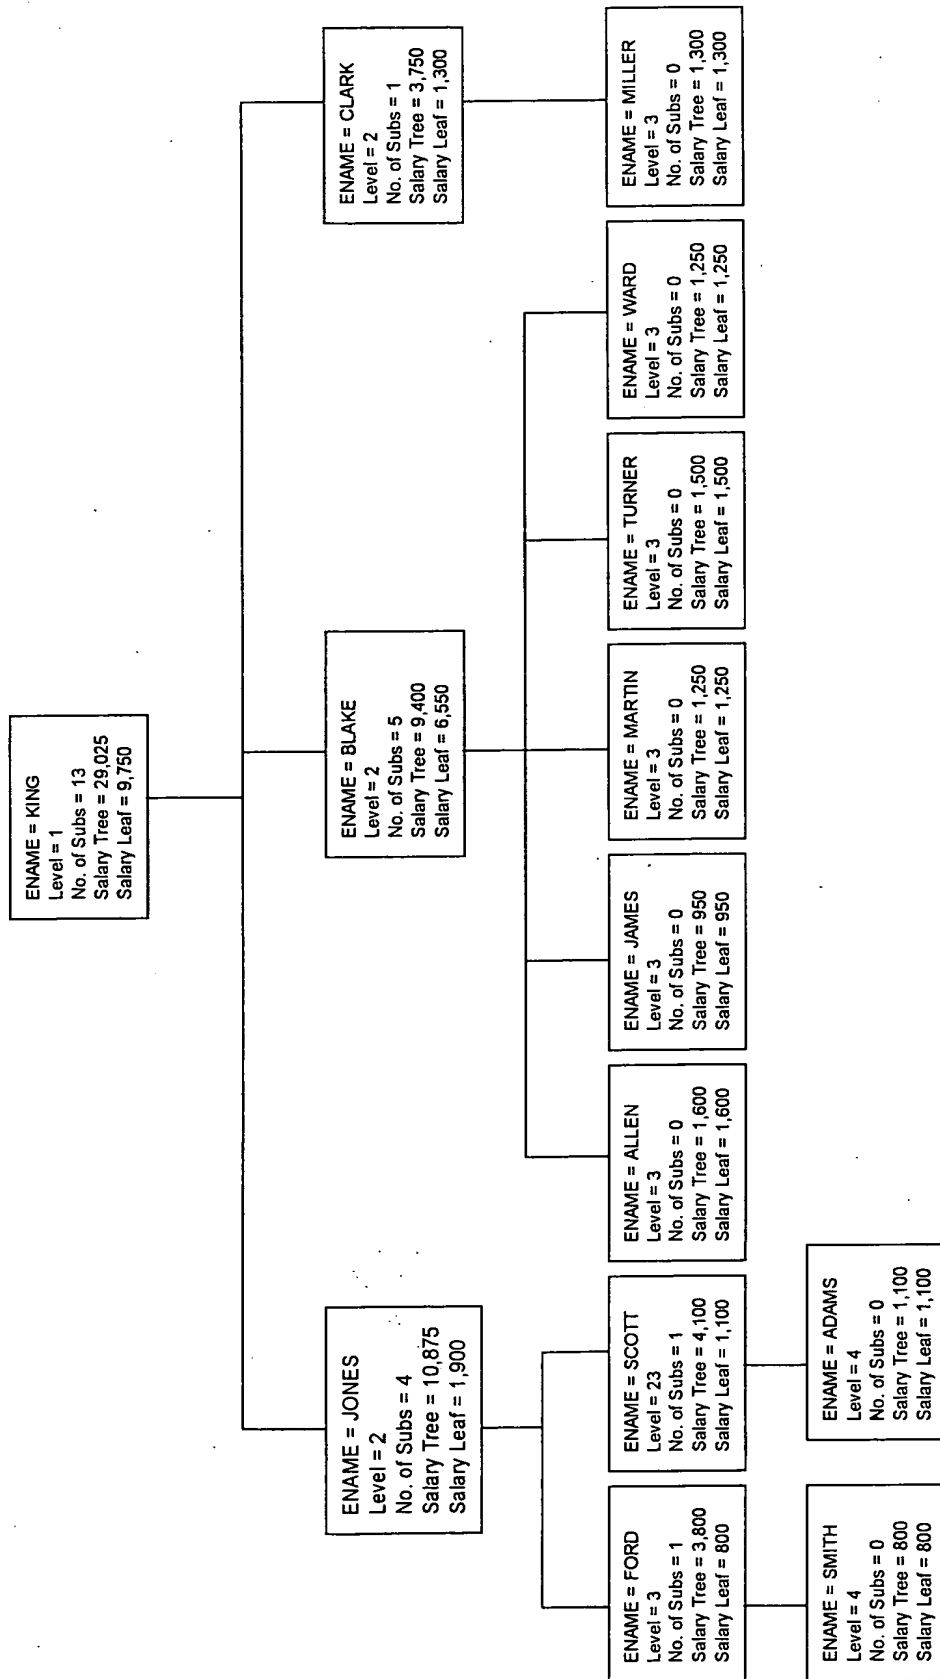 ENAME = KING
Level = 1
No. of Subs = 13
Salary Tree = 29,025
Salary Leaf = 9,750
ENAME = JONES
Level = 2
No. of Subs = 4
Salary Tree = 10,875
Salary Leaf = 1,900
ENAME = BLAKE
Level = 2
No. of Subs = 5
Salary Tree = 9,400
Salary Leaf = 6,550
ENAME = CLARK
Level = 2
No. of Subs = 1
Salary Tree = 3,750
Salary Leaf = 1,300
ENAME = FORD
Level = 3
No. of Subs = 1
Salary Tree = 3,800
Salary Leaf = 800
ENAME = SCOTT
Level = 23
No. of Subs = 1
Salary Tree = 4,100
Salary Leaf = 1,100
ENAME = ALLEN
Level = 3
No. of Subs = 0
Salary Tree = 1,600
Salary Leaf = 1,600
ENAME = JAMES
Level = 3
No. of Subs = 0
Salary Tree = 950
Salary Leaf = 950
ENAME = MARTIN
Level = 3
No. of Subs = 0
Salary Tree = 1,250
Salary Leaf = 1,250
ENAME = TURNER
Level = 3
No. of Subs = 0
Salary Tree = 1,500
Salary Leaf = 1,500
ENAME = WARD
Level = 3
No. of Subs = 0
Salary Tree = 1,250
Salary Leaf = 1,250
ENAME = MILLER
Level = 3
No. of Subs = 0
Salary Tree = 1,300
Salary Leaf = 1,300
ENAME = SMITH
Level = 4
No. of Subs = 0
Salary Tree = 800
Salary Leaf = 800
ENAME = ADAMS
Level = 4
No. of Subs = 0
Salary Tree = 1,100
Salary Leaf = 1,100